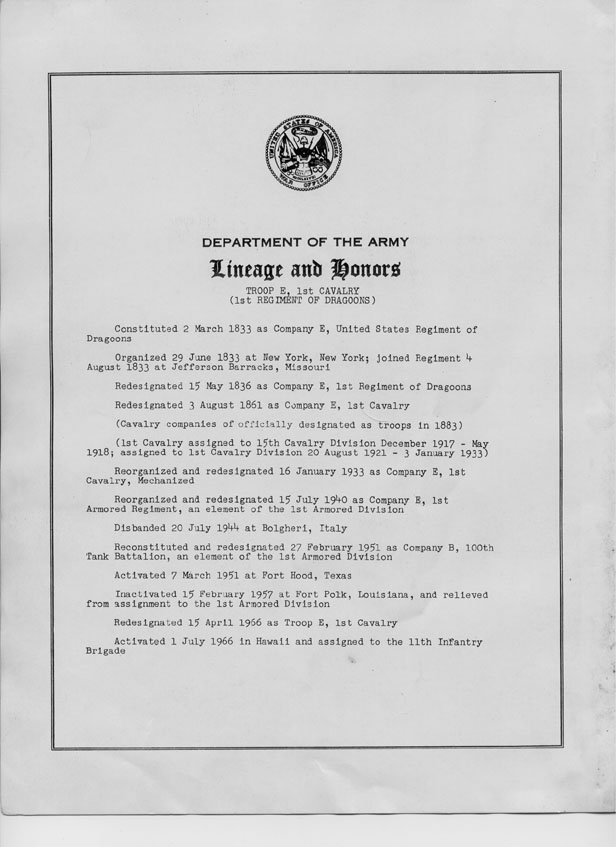 UNITED STATES OF AMERICA
WAR OFFICE
DEPARTMENT OF THE ARMY
Lineage and Honors
TROOP E, 1st CAVALRY
(1st REGIMENT OF DRAGOONS)
Constituted 2 March 1833 as Company E, United States Regiment of
Dragoons
Organized 29 June 1833 at New York, New York; joined Regiment 4
August 1833 at Jefferson Barracks, Missouri
Redesignated 15 May 1836 as Company E, 1st Regiment of Dragoons
Redesignated 3 August 1861 as Company E, 1st Cavalry
(Cavalry companies of officially designated as troops in 1883)
(1st Cavalry assigned to 15th Cavalry Division December 1917 - May
1918; assigned to 1st Cavalry Division 20 August 1921 - 3 January 1933)
Reorganized and redesignated 16 January 1933 as Company E, 1st
Cavalry, Mechanized
Reorganized and redesignated 15 July 1940 as Company E, 1st
Armored Regiment, an element of the 1st Armored Division
Disbanded 20 July 1944 at Bolgheri, Italy
Reconstituted and redesignated 27 February 1951 as Company B, 100th
Tank Battalion, an element of the 1st Armored Division
Activated 7 March 1951 at Fort Hood, Texas
Inactivated 15 February 1957 at Fort Polk, Louisiana, and relieved
from assignment to the 1st Armored Division
Redesignated 15 April 1966 as Troop E, 1st Cavalry
Activated 1 July 1966 in Hawaii and assigned to the 11th Infantry
Brigade